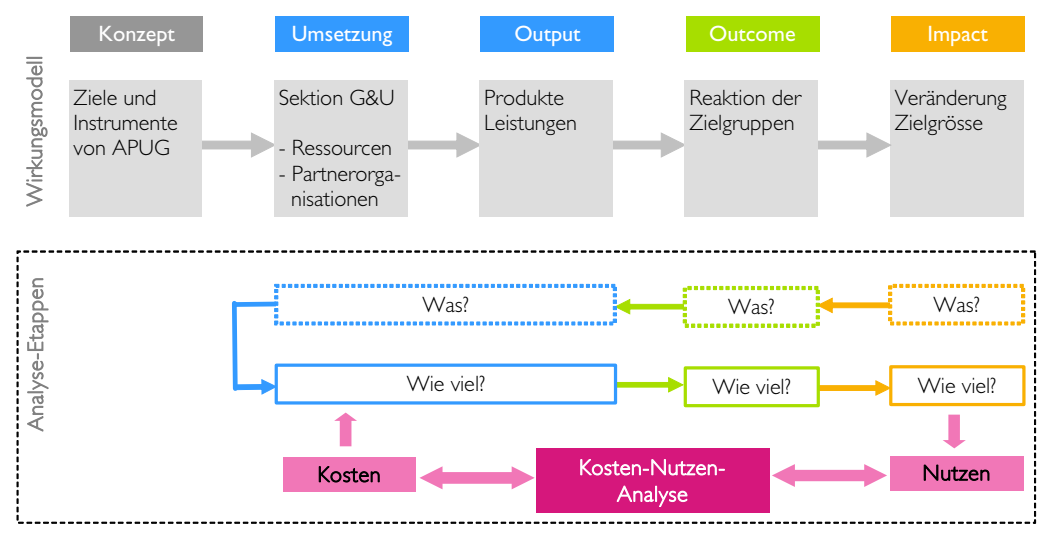 Konzept
Umsetzung
Output
Outcome
Impact
Wirkungsmodell
Ziele und
Instrumente
von APUG
Sektion G&U
- Ressourcen
- Partnerorga-
nisationen
Produkte
Leistungen
Reaktion der
Zielgruppen
Veränderung
Zielgrösse
Analyse-Etappen
Was?
Was?
Was?
Wie viel?
Wie viel?
Wie viel?
Kosten
Kosten-Nutzen-
Analyse
Nutzen